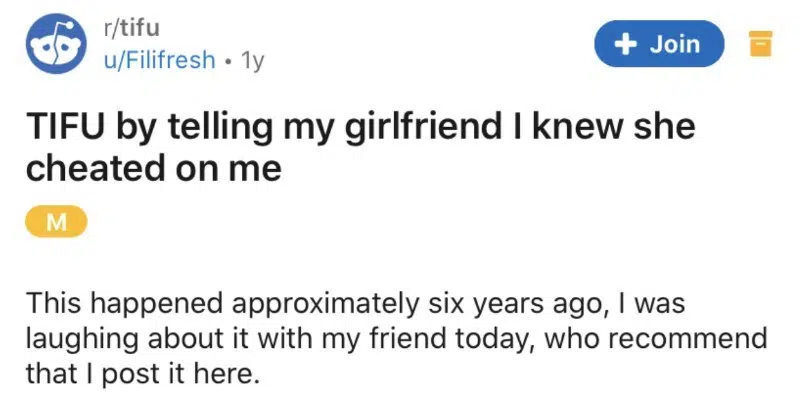 r/tifu
u/Filifresh • 1y
+ Join
TIFU by telling my girlfriend I knew she
cheated on me
M
This happened approximately six years ago, I was
laughing about it with my friend today, who recommend
that I post it here.